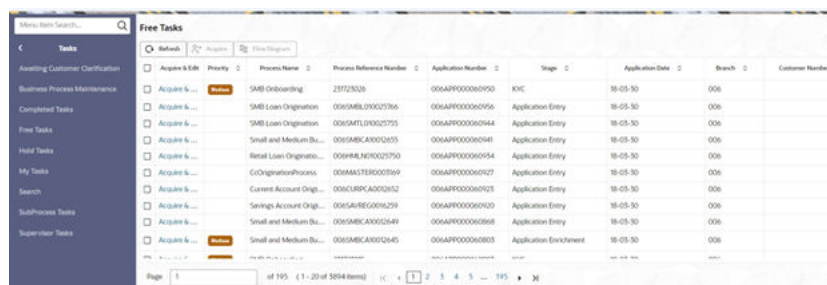 Menu Item Search...
Tasks
Awaiting Customer Clarification
Business Process Maintenance
Completed Tasks
Free Tasks
Hold Tasks
My Tasks
Search
SubProcess Tasks
Supervisor Tasks
Free Tasks
Refresh Acquire Flow Diagram
Acquire & Edit Priority Process Name Process Reference Number Application Number Stage Application Date Branch Customer Number
Acquire & ... Medium SMB Onboarding 231723026 006APP000060950 KYC 18-03-30 006
Acquire & ... SMB Loan Origination 006SMBL010025766 006APP000060956 Application Entry 18-03-30 006
Acquire & ... SMB Loan Origination 006SMTL010025755 006APP000060944 Application Entry 18-03-30 006
Acquire & ... Small and Medium Bu... 006SMBCA10012655 006APP000060941 Application Entry 18-03-30 006
Acquire & ... Retail Loan Originatio... 006HMLN010025750 006APP000060934 Application Entry 18-03-30 006
Acquire & ... CcOriginationProcess 006MASTER0003169 006APP000060927 Application Entry 18-03-30 006
Acquire & ... Current Account Origi... 006CURPCA0012652 006APP000060923 Application Entry 18-03-30 006
Acquire & ... Savings Account Origi... 006SAVREG0016259 006APP000060920 Application Entry 18-03-30 006
Acquire & ... Small and Medium Bu... 006SMBCA10012649 006APP000060868 Application Entry 18-03-30 006
Acquire & ... Medium Small and Medium Bu... 006SMBCA10012645 006APP000060803 Application Enrichment 18-03-30 006
Page 1 of 195 (1 - 20 of 3894 items) 1 2 3 4 5 ... 195